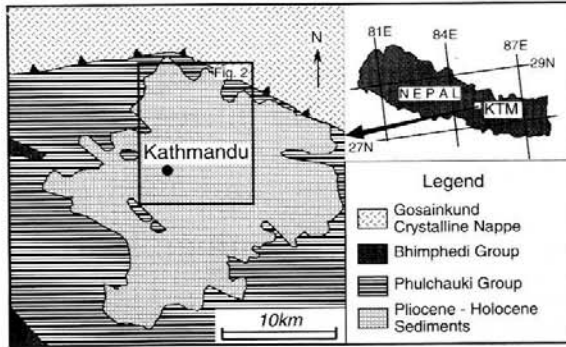 Fig. 2
N
Kathmandu
10km
81E
84E
87E
29N
NEPAL
KTM
27N
Legend
Gosainkund
Crystalline Nappe
Bhimphedi Group
Phulchauki Group
Pliocene - Holocene
Sediments